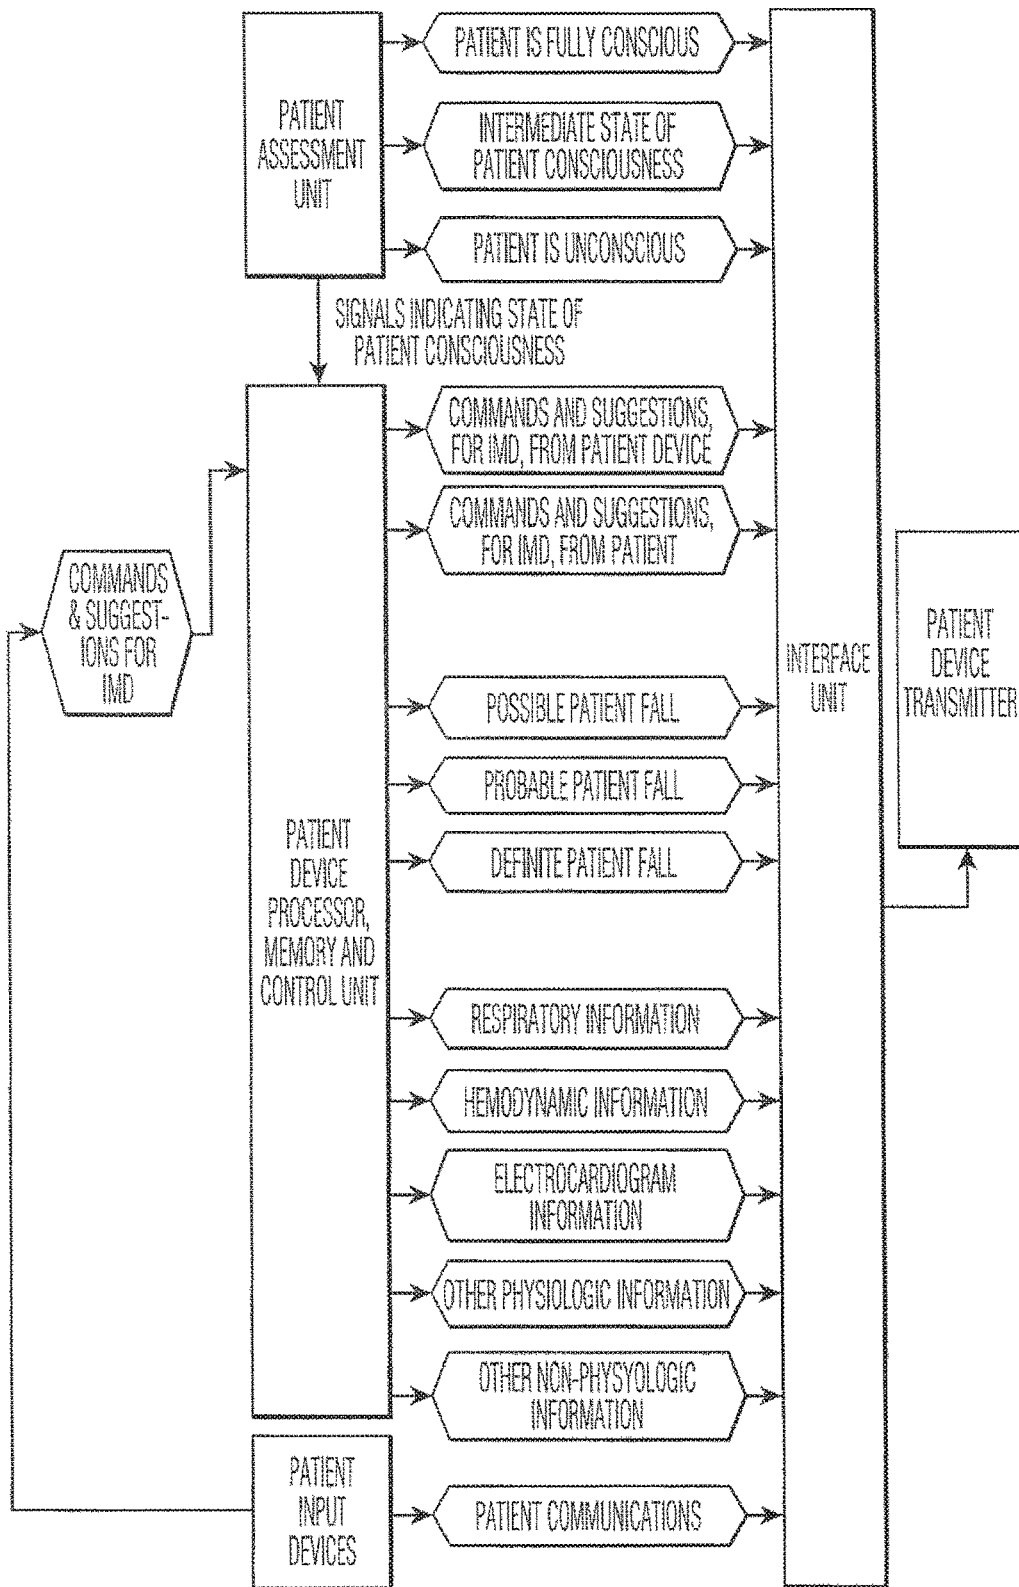 PATIENT
ASSESSMENT
UNIT
PATIENT IS FULLY CONSCIOUS
INTERMEDIATE STATE OF
PATIENT CONSCIOUSNESS
PATIENT IS UNCONSCIOUS
SIGNALS INDICATING STATE OF
PATIENT CONSCIOUSNESS
COMMANDS AND SUGGESTIONS,
FOR IMD, FROM PATIENT DEVICE
COMMANDS AND SUGGESTIONS,
FOR IMD, FROM PATIENT
COMMANDS
& SUGGEST-
IONS FOR
IMD
POSSIBLE PATIENT FALL
PROBABLE PATIENT FALL
DEFINITE PATIENT FALL
PATIENT
DEVICE
PROCESSOR,
MEMORY AND
CONTROL UNIT
INTERFACE
UNIT
PATIENT
DEVICE
TRANSMITTER
RESPIRATORY INFORMATION
HEMODYNAMIC INFORMATION
ELECTROCARDIOGRAM
INFORMATION
OTHER PHYSIOLOGIC INFORMATION
OTHER NON-PHYSYOLOGIC
INFORMATION
PATIENT
INPUT
DEVICES
PATIENT COMMUNICATIONS